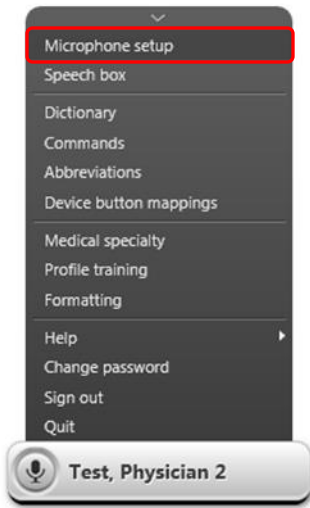 Microphone setup
Speech box
Dictionary
Commands
Abbreviations
Device button mappings
Medical specialty
Profile training
Formatting
Help
Change password
Sign out
Quit
Test, Physician 2